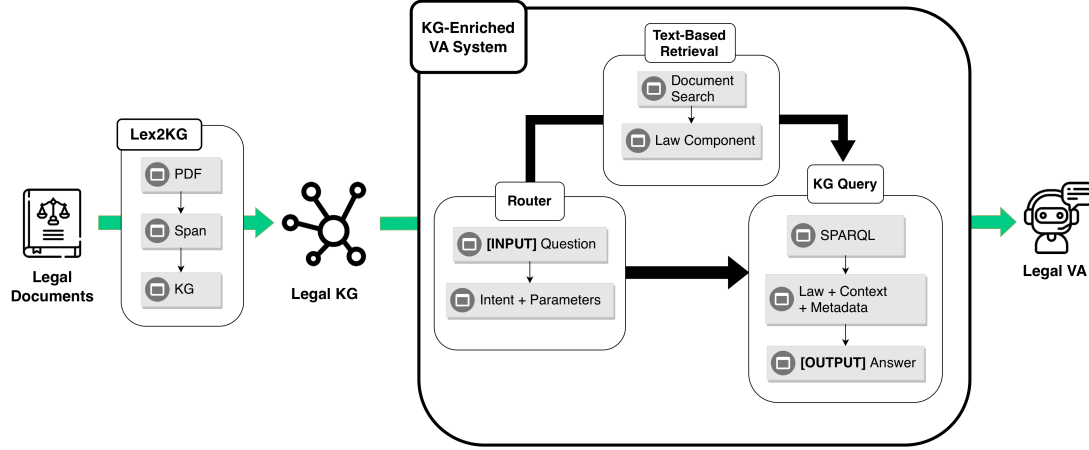 Legal
Documents
Lex2KG
PDF
Span
KG
Legal KG
KG-Enriched
VA System
Router
[INPUT] Question
Intent + Parameters
Text-Based
Retrieval
Document
Search
Law Component
KG Query
SPARQL
Law + Context
+ Metadata
[OUTPUT] Answer
Legal VA